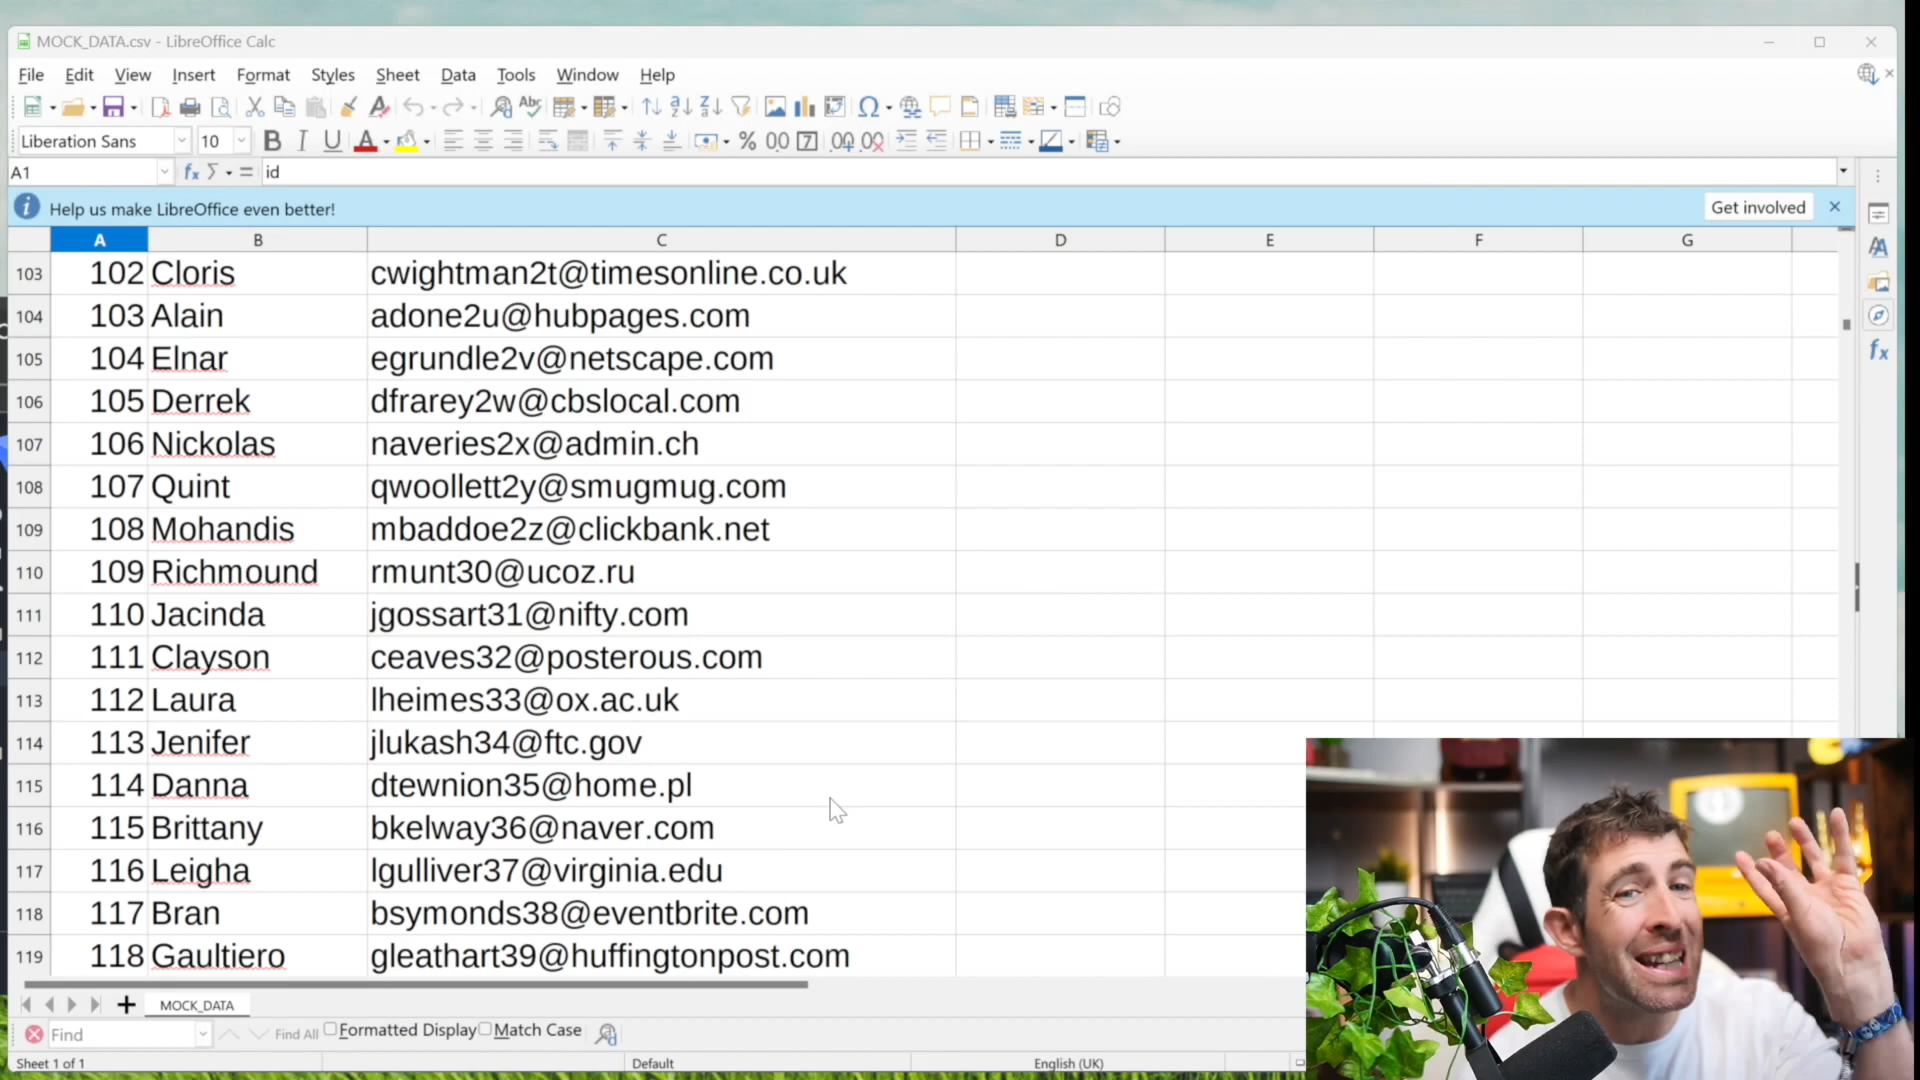 MOCK_DATA.csv - LibreOffice Calc
File Edit View Insert Format Styles Sheet Data Tools Window Help
Liberation Sans 10
A1 id
Help us make LibreOffice even better! Get involved
A B C D E F G
103 102 Cloris cwightman2t@timesonline.co.uk
104 103 Alain adone2u@hubpages.com
105 104 Elnar egrundle2v@netscape.com
106 105 Derrek dfrarey2w@cbslocal.com
107 106 Nickolas naveries2x@admin.ch
108 107 Quint qwoollett2y@smugmug.com
109 108 Mohandis mbaddoe2z@clickbank.net
110 109 Richmound rmunt30@ucoz.ru
111 110 Jacinda jgossart31@nifty.com
112 111 Clayson ceaves32@posterous.com
113 112 Laura lheimes33@ox.ac.uk
114 113 Jenifer jlukash34@ftc.gov
115 114 Danna dtewnion35@home.pl
116 115 Brittany bkelway36@naver.com
117 116 Leigha lgulliver37@virginia.edu
118 117 Bran bsymonds38@eventbrite.com
119 118 Gaultiero gleathart39@huffingtonpost.com
MOCK_DATA
Find Find All Formatted Display Match Case
Sheet 1 of 1 Default English (UK)